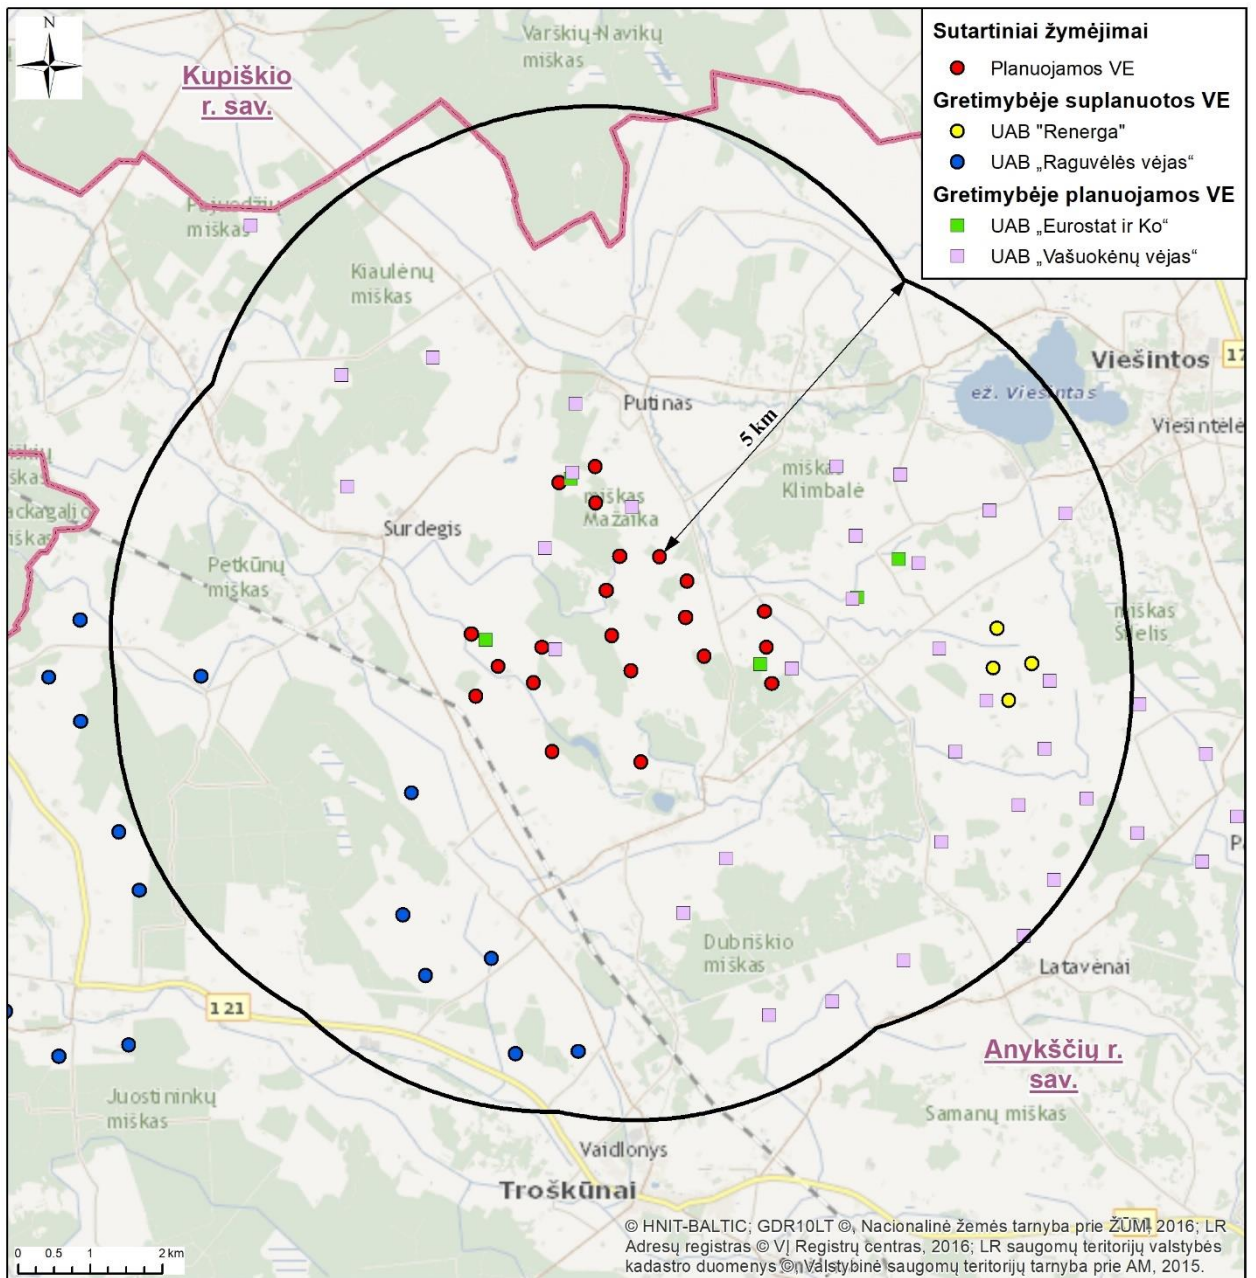 N
Kupiškio
r. sav.
Varškių-Navikų
miškas
Sutartiniai žymėjimai
Planuojamos VE
Gretimybėje suplanuotos VE
UAB "Renerga"
UAB „Raguvėlės vėjas“
Gretimybėje planuojamos VE
UAB „Eurostat ir Ko“
UAB „Vašuokėnų vėjas“
miškas
Kiaulėnų
miškas
Viešintos
17
ež. Viešintas
Viešintėlė
Putinas
5 km
miškas
Klimbalė
miškas
Mažaika
Surdegis
Petkūnų
miškas
miškas
Šilelis
Dubriškio
miškas
Latavėnai
121
Anykščių r.
sav.
Juostininkų
miškas
Samanų miškas
Vaidlonys
Troškūnai
© HNIT-BALTIC; GDR10LT ©, Nacionalinė žemės tarnyba prie ŽŪM, 2016; LR
Adresų registras © VĮ Registrų centras, 2016; LR saugomų teritorijų valstybės
kadastro duomenys ©, Valstybinė saugomų teritorijų tarnyba prie AM, 2015.
0 0.5 1 2 km